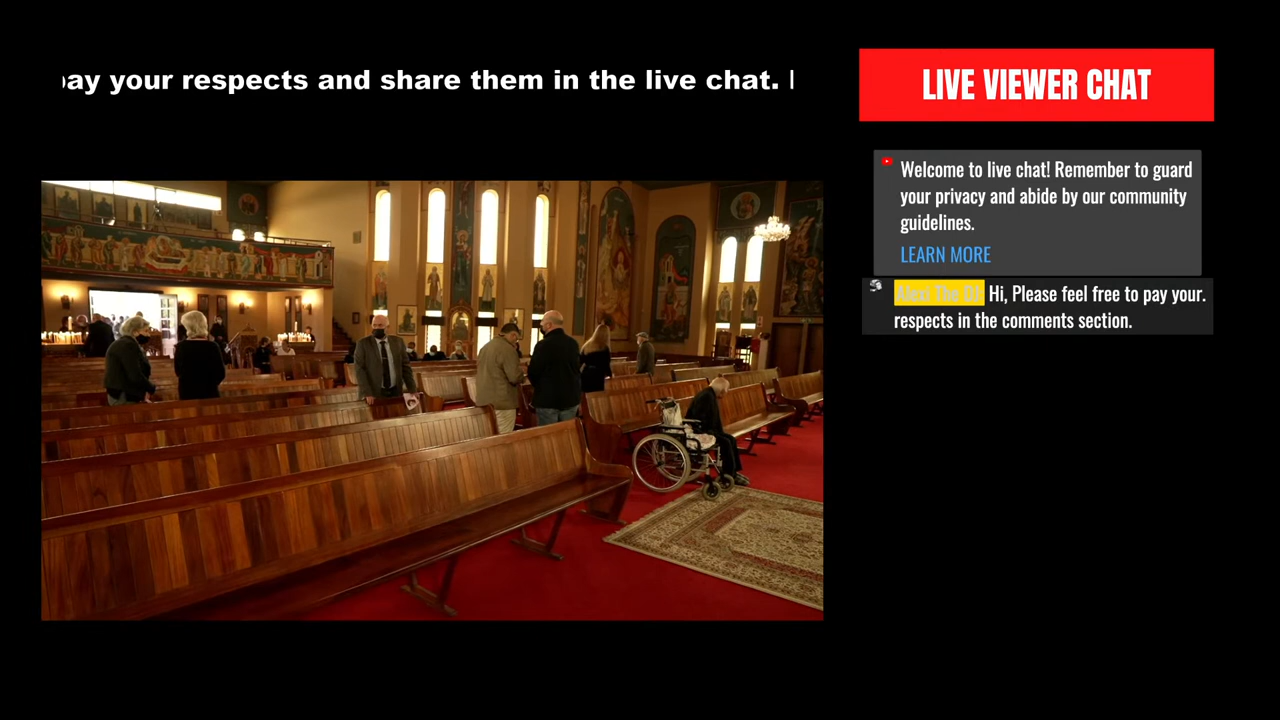 pay your respects and share them in the live chat.
LIVE VIEWER CHAT
Welcome to live chat! Remember to guard
your privacy and abide by our community
guidelines.
LEARN MORE
Alexi The DJ Hi, Please feel free to pay your.
respects in the comments section.